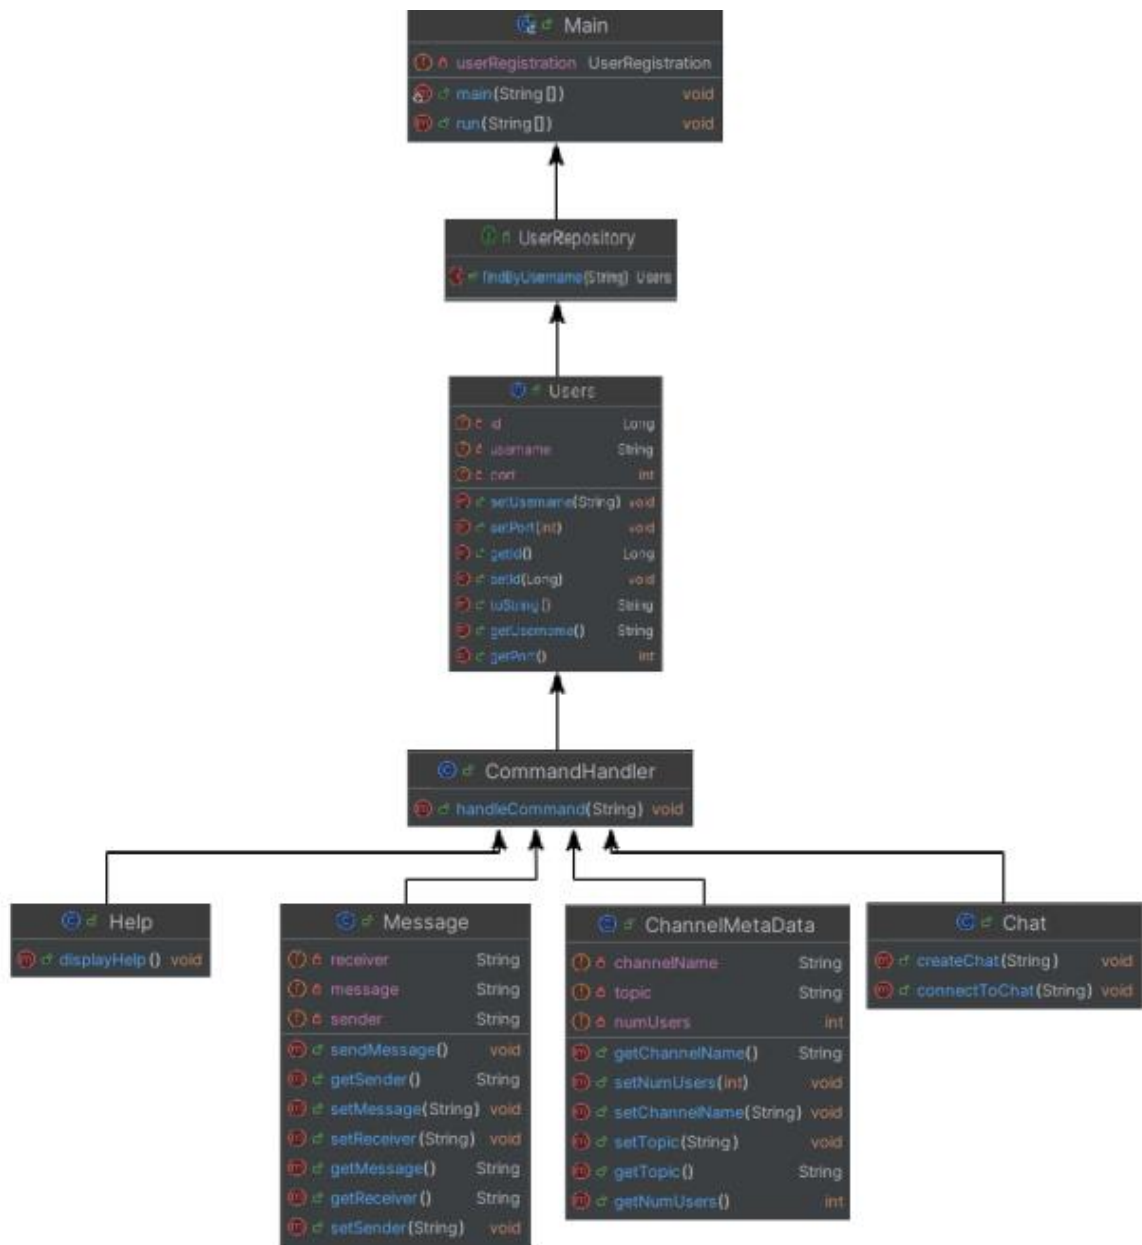 Main
userRegistration UserRegistration
main(String[]) void
run(String[]) void
UserRepository
findByUsername(String) Users
Users
id Long
username String
port int
setUsername(String) void
setPort(int) void
getId() Long
setId(Long) void
toString() String
getUsername() String
getPort() int
CommandHandler
handleCommand(String) void
Help
displayHelp() void
Message
receiver String
message String
sender String
sendMessage() void
getSender() String
setMessage(String) void
setReceiver(String) void
getMessage() String
getReceiver() String
setSender(String) void
ChannelMetaData
channelName String
topic String
numUsers int
getChannelName() String
setNumUsers(int) void
setChannelName(String) void
setTopic(String) void
getTopic() String
getNumUsers() int
Chat
createChat(String) void
connectToChat(String) void